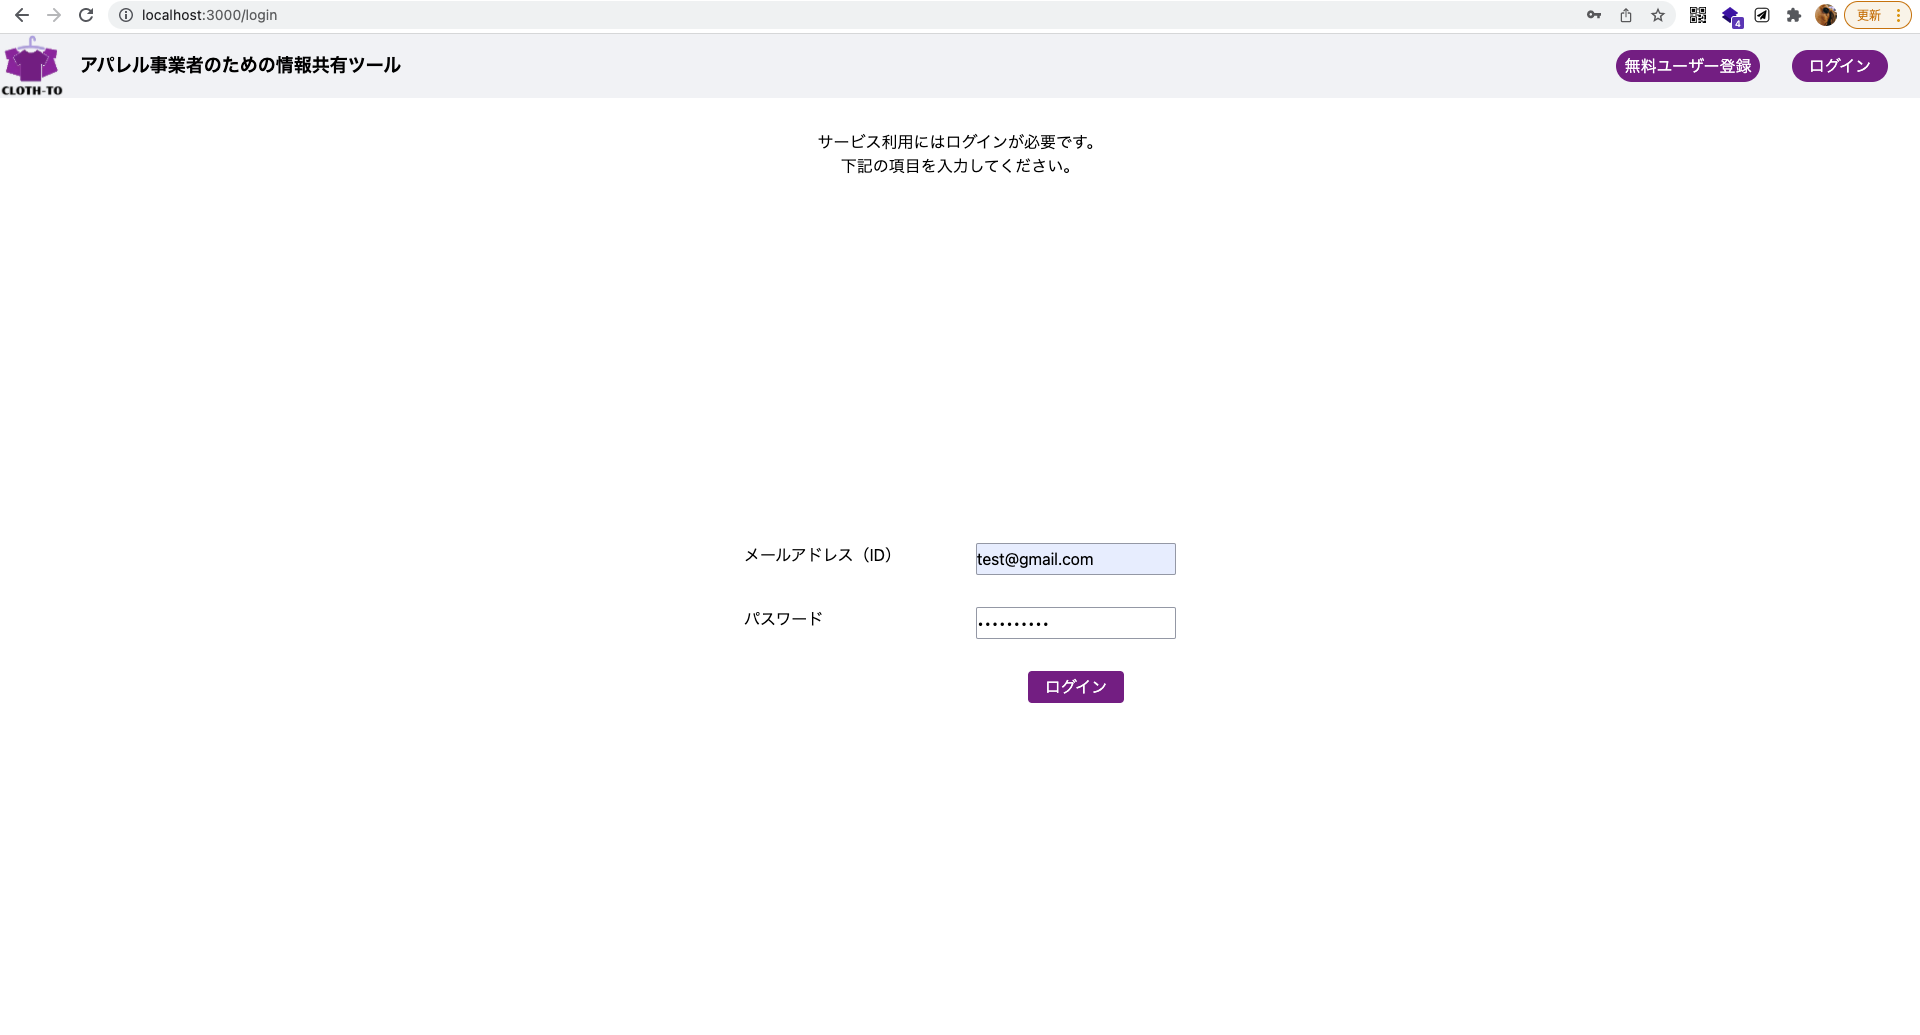 localhost:3000/login
4
更新
CLOTH-TO
アパレル事業者のための情報共有ツール
無料ユーザー登録
ログイン
サービス利用にはログインが必要です。
下記の項目を入力してください。
メールアドレス（ID）
test@gmail.com
パスワード
••••••••••
ログイン